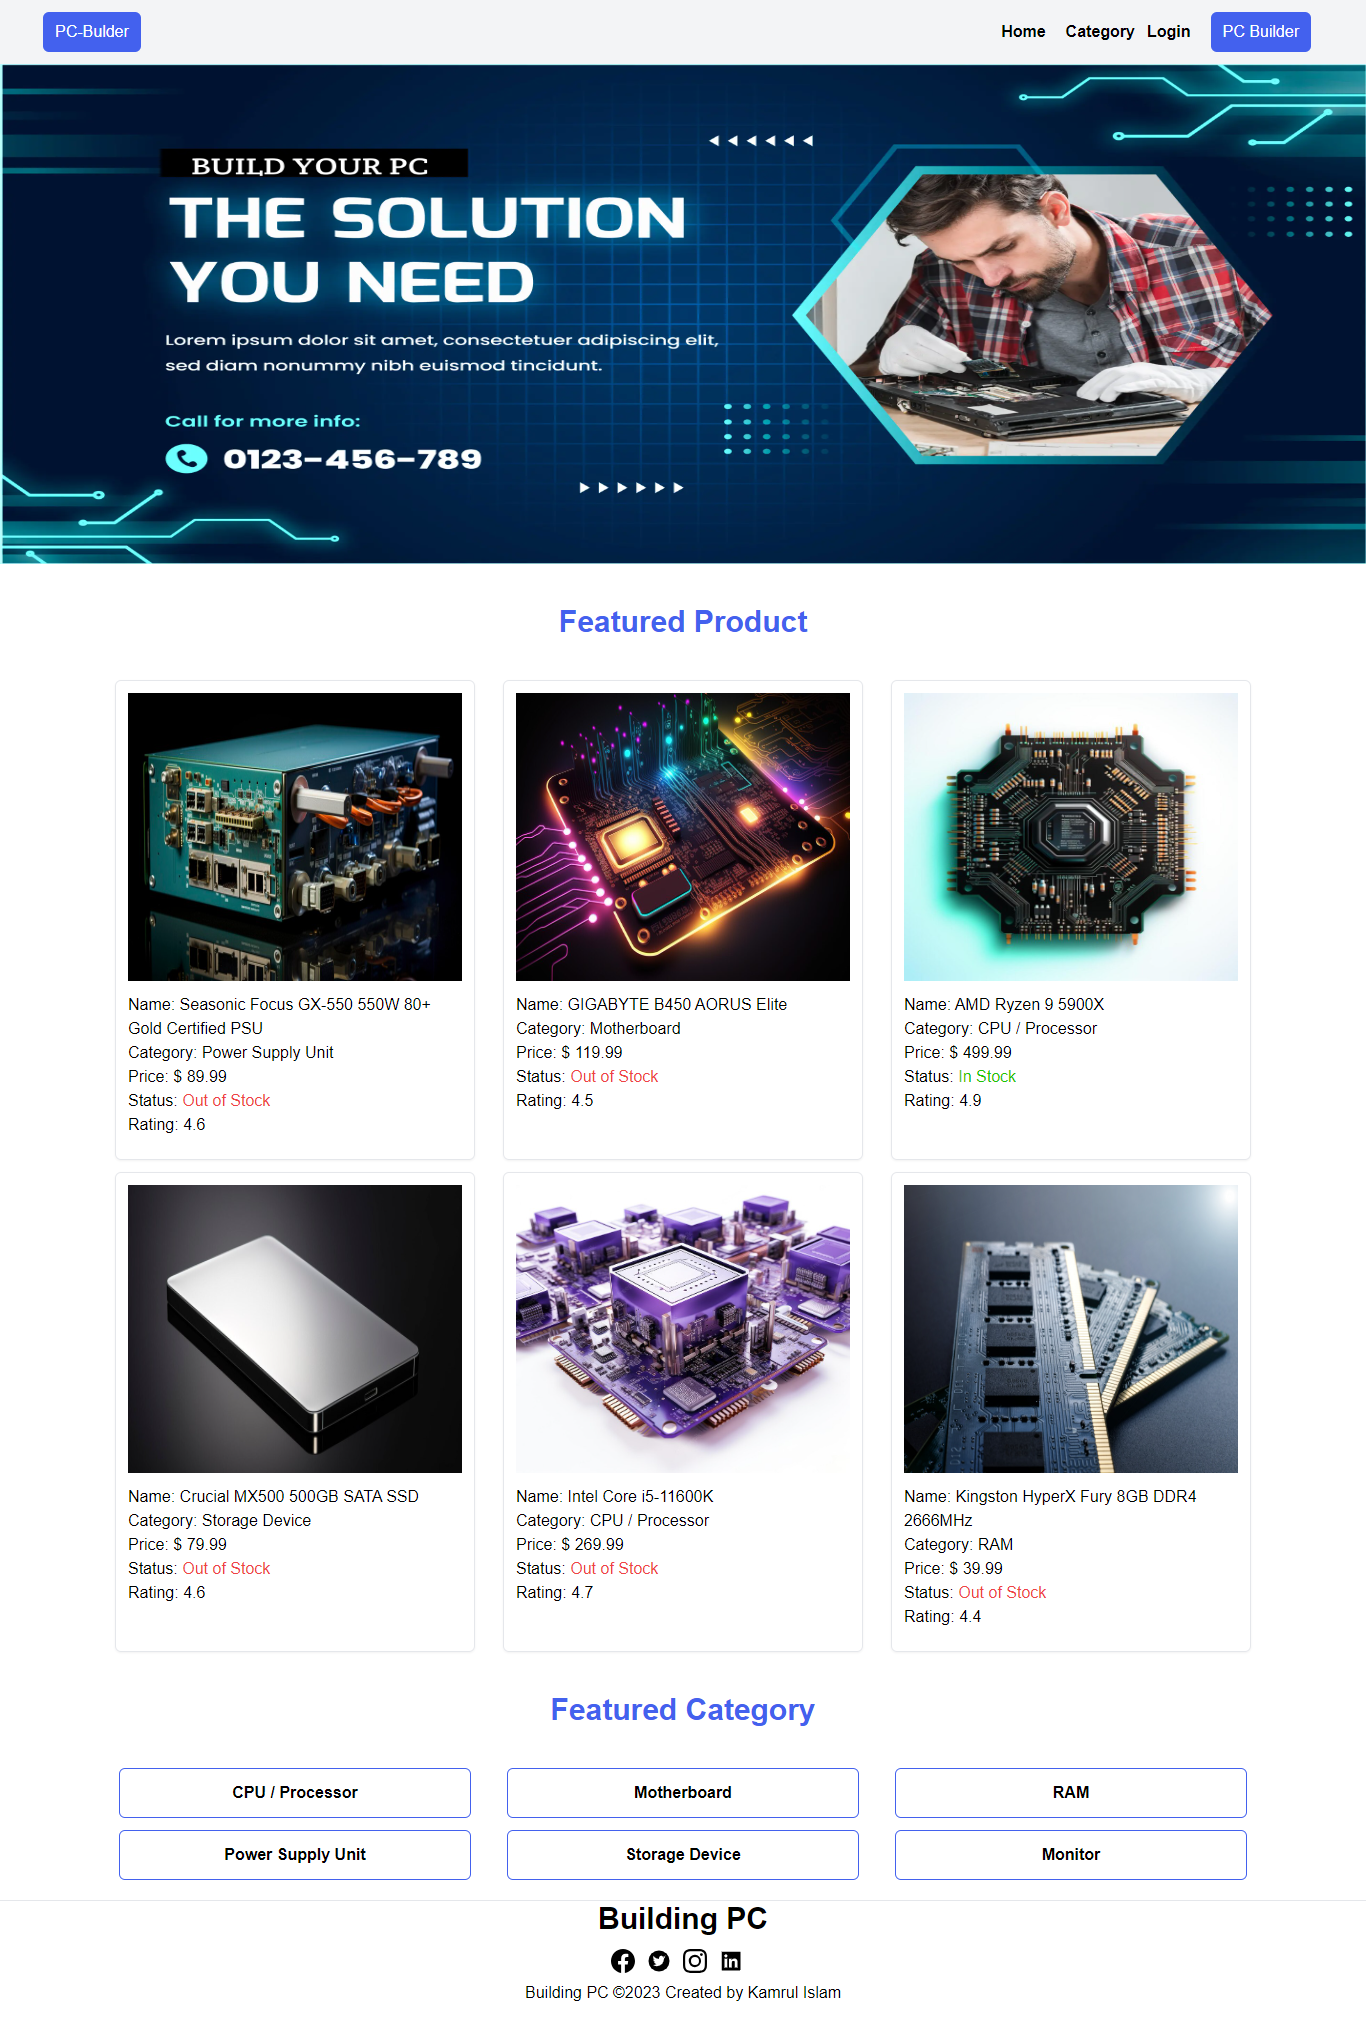 PC-Bulder
Home Category Login PC Builder
BUILD YOUR PC
THE SOLUTION
YOU NEED
Lorem ipsum dolor sit amet, consectetuer adipiscing elit,
sed diam nonummy nibh euismod tincidunt.
Call for more info:
0123-456-789
Featured Product
Name: Seasonic Focus GX-550 550W 80+
Gold Certified PSU
Category: Power Supply Unit
Price: $ 89.99
Status: Out of Stock
Rating: 4.6
Name: GIGABYTE B450 AORUS Elite
Category: Motherboard
Price: $ 119.99
Status: Out of Stock
Rating: 4.5
Name: AMD Ryzen 9 5900X
Category: CPU / Processor
Price: $ 499.99
Status: In Stock
Rating: 4.9
Name: Crucial MX500 500GB SATA SSD
Category: Storage Device
Price: $ 79.99
Status: Out of Stock
Rating: 4.6
Name: Intel Core i5-11600K
Category: CPU / Processor
Price: $ 269.99
Status: Out of Stock
Rating: 4.7
Name: Kingston HyperX Fury 8GB DDR4
2666MHz
Category: RAM
Price: $ 39.99
Status: Out of Stock
Rating: 4.4
Featured Category
CPU / Processor
Motherboard
RAM
Power Supply Unit
Storage Device
Monitor
Building PC
Building PC ©2023 Created by Kamrul Islam